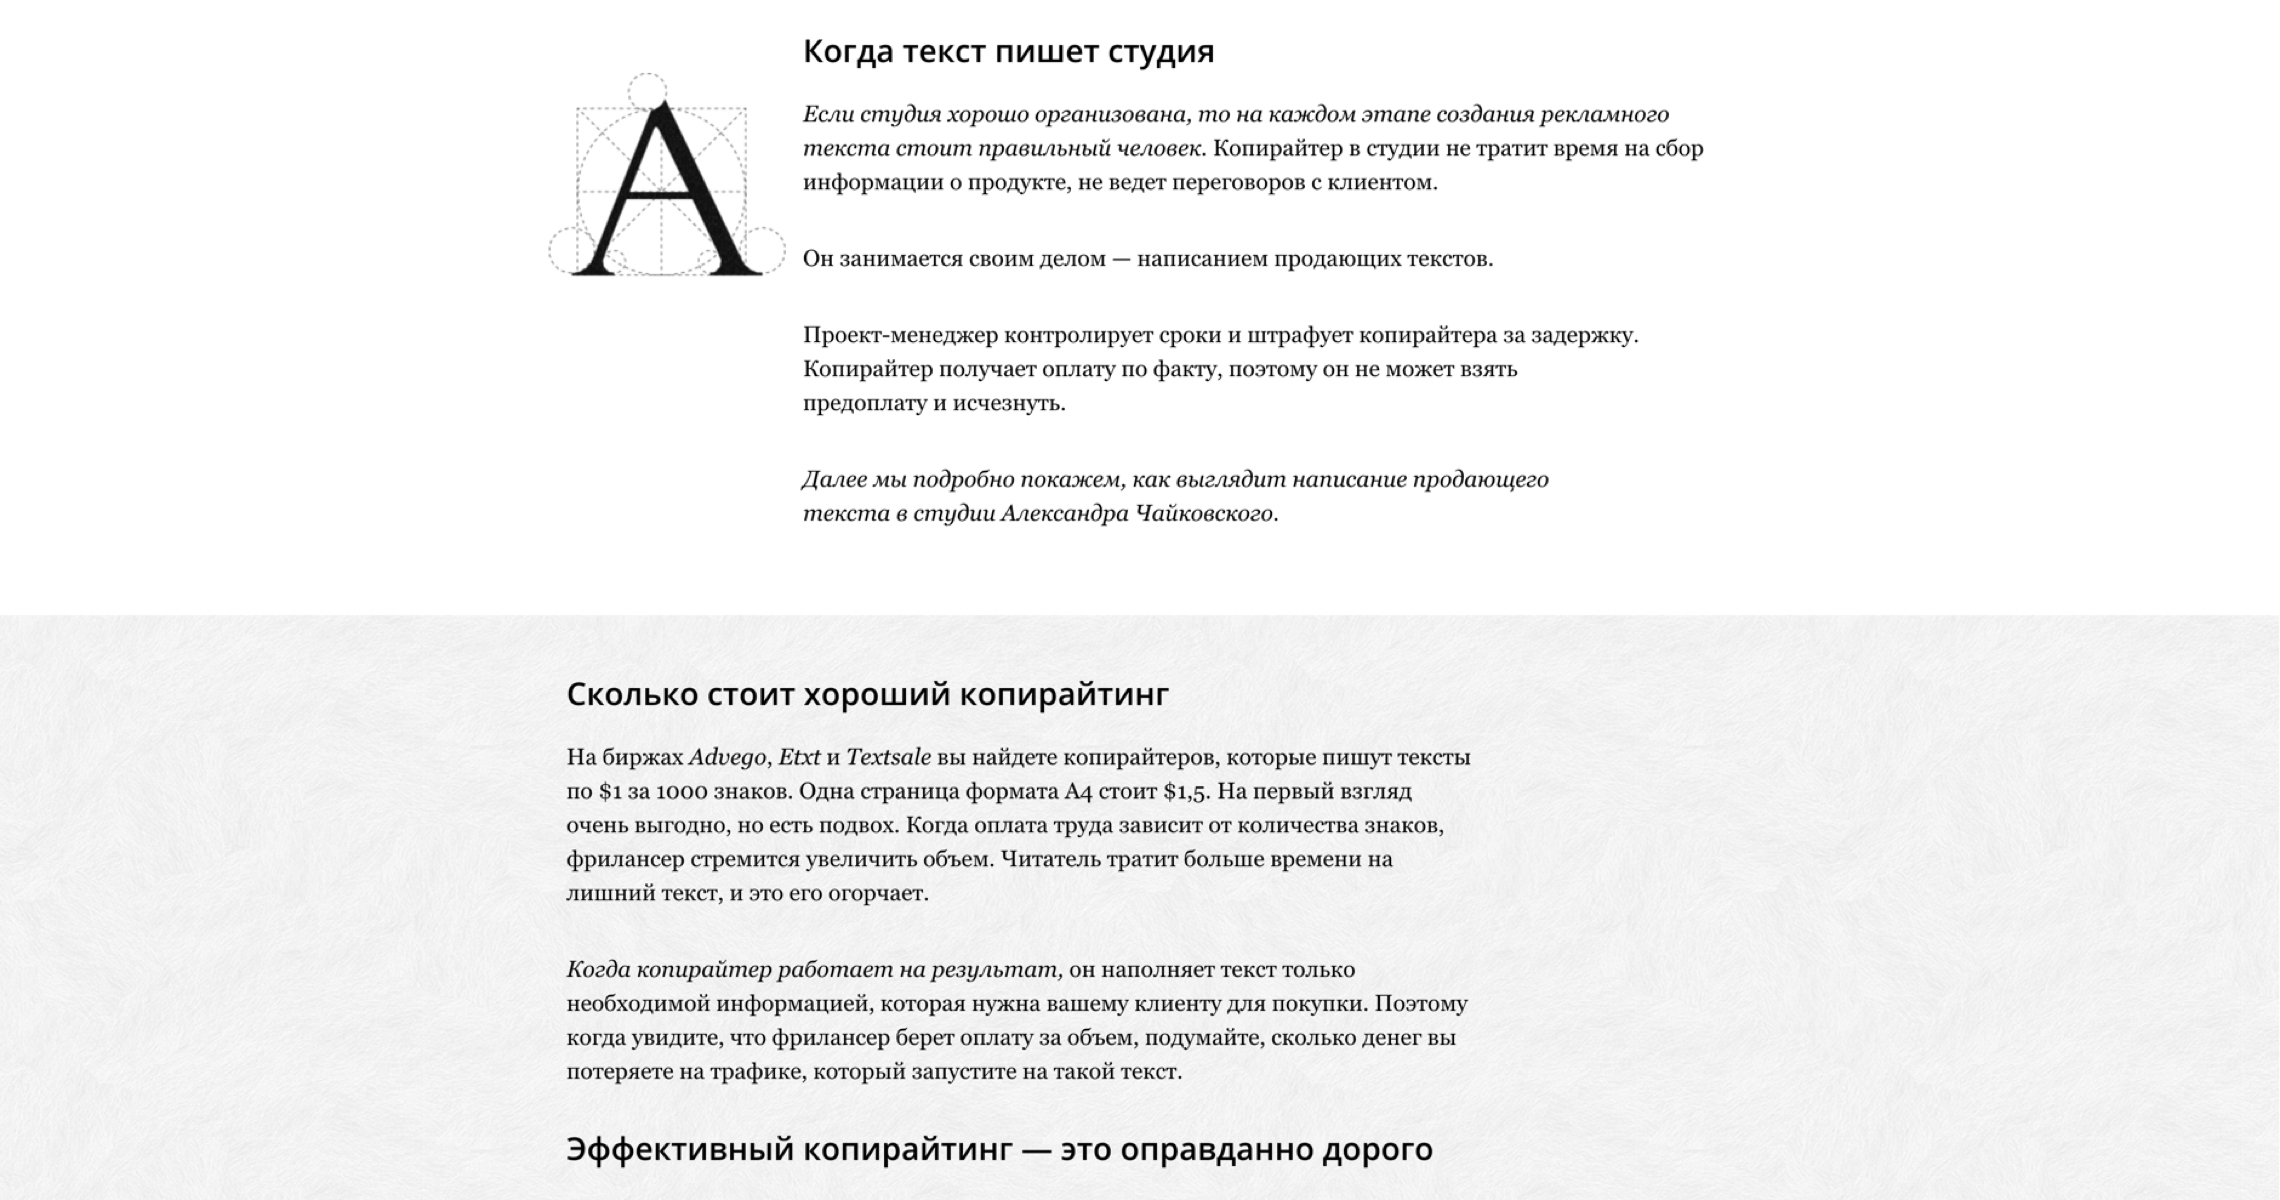 Когда текст пишет студия
Если студия хорошо организована, то на каждом этапе создания рекламного
текста стоит правильный человек. Копирайтер в студии не тратит время на сбор
информации о продукте, не ведет переговоров с клиентом.
Он занимается своим делом — написанием продающих текстов.
Проект-менеджер контролирует сроки и штрафует копирайтера за задержку.
Копирайтер получает оплату по факту, поэтому он не может взять
предоплату и исчезнуть.
Далее мы подробно покажем, как выглядит написание продающего
текста в студии Александра Чайковского.
A
Сколько стоит хороший копирайтинг
На биржах Advego, Etxt и Textsale вы найдете копирайтеров, которые пишут тексты
по $1 за 1000 знаков. Одна страница формата А4 стоит $1,5. На первый взгляд
очень выгодно, но есть подвох. Когда оплата труда зависит от количества знаков,
фрилансер стремится увеличить объем. Читатель тратит больше времени на
лишний текст, и это его огорчает.
Когда копирайтер работает на результат, он наполняет текст только
необходимой информацией, которая нужна вашему клиенту для покупки. Поэтому
когда увидите, что фрилансер берет оплату за объем, подумайте, сколько денег вы
потеряете на трафике, который запустите на такой текст.
Эффективный копирайтинг — это оправданно дорого